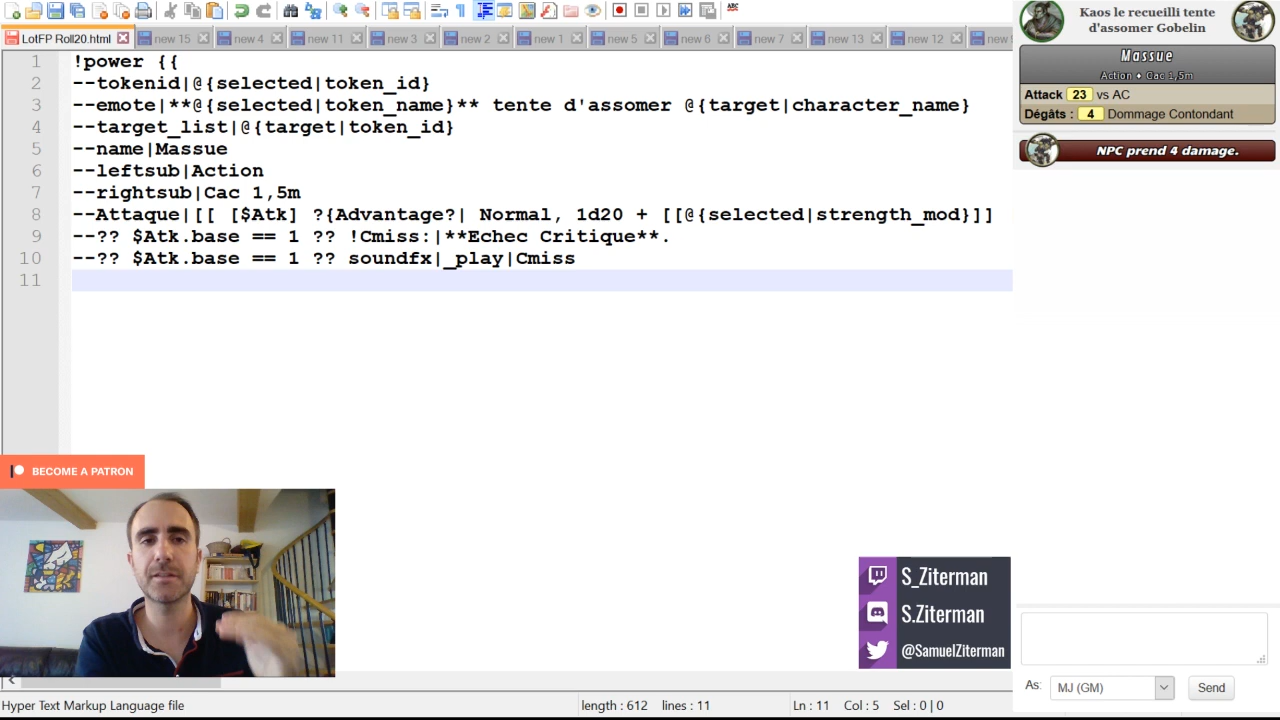 LotFP Roll20.html
new 15
new 4
new 11
new 3
new 2
new 1
new 5
new 6
new 7
new 13
new 12
1 !power {{
2 --tokenid|@{selected|token_id}
3 --emote|**@{selected|token_name}** tente d'assomer @{target|character_name}
4 --target_list|@{target|token_id}
5 --name|Massue
6 --leftsub|Action
7 --rightsub|Cac 1,5m
8 --Attaque|[[ [$Atk] ?{Advantage?| Normal, 1d20 + [[@{selected|strength_mod}]]
9 --?? $Atk.base == 1 ?? !Cmiss:|**Echec Critique**.
10 --?? $Atk.base == 1 ?? soundfx|_play|Cmiss
11
Kaos le recueilli tente
d'assomer Gobelin
Massue
Action ♦ Cac 1,5m
Attack 23 vs AC
Dégâts : 4 Dommage Contondant
NPC prend 4 damage.
BECOME A PATRON
S_Ziterman
S.Ziterman
@SamuelZiterman
As: MJ (GM) Send
Hyper Text Markup Language file length : 612 lines : 11 Ln : 11 Col : 5 Sel : 0 | 0